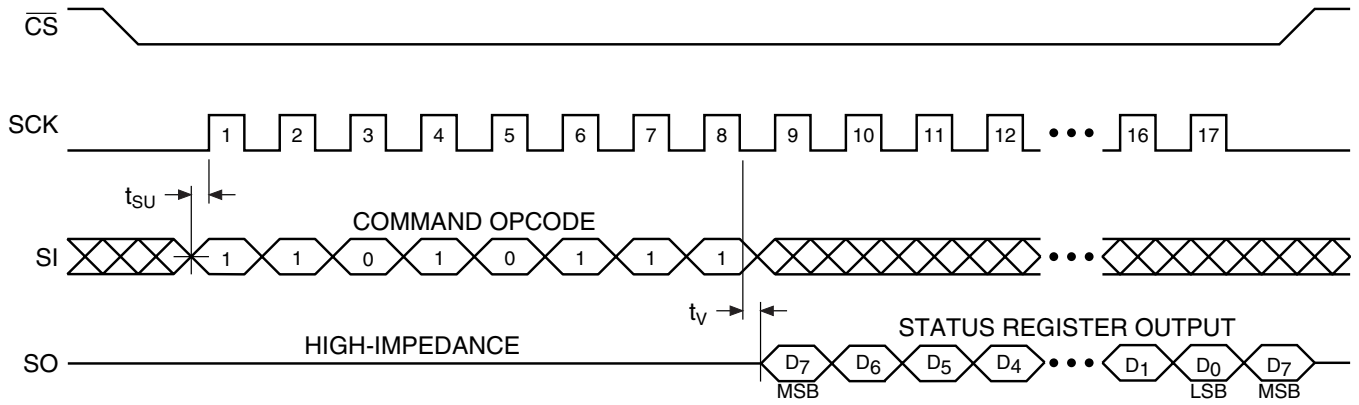 CS
SCK 1 2 3 4 5 6 7 8 9 10 11 12 ••• 16 17
tSU
COMMAND OPCODE
SI 1 1 0 1 0 1 1 1 •••
tV
STATUS REGISTER OUTPUT
HIGH-IMPEDANCE
SO D7 D6 D5 D4 ••• D1 D0 D7
MSB LSB MSB